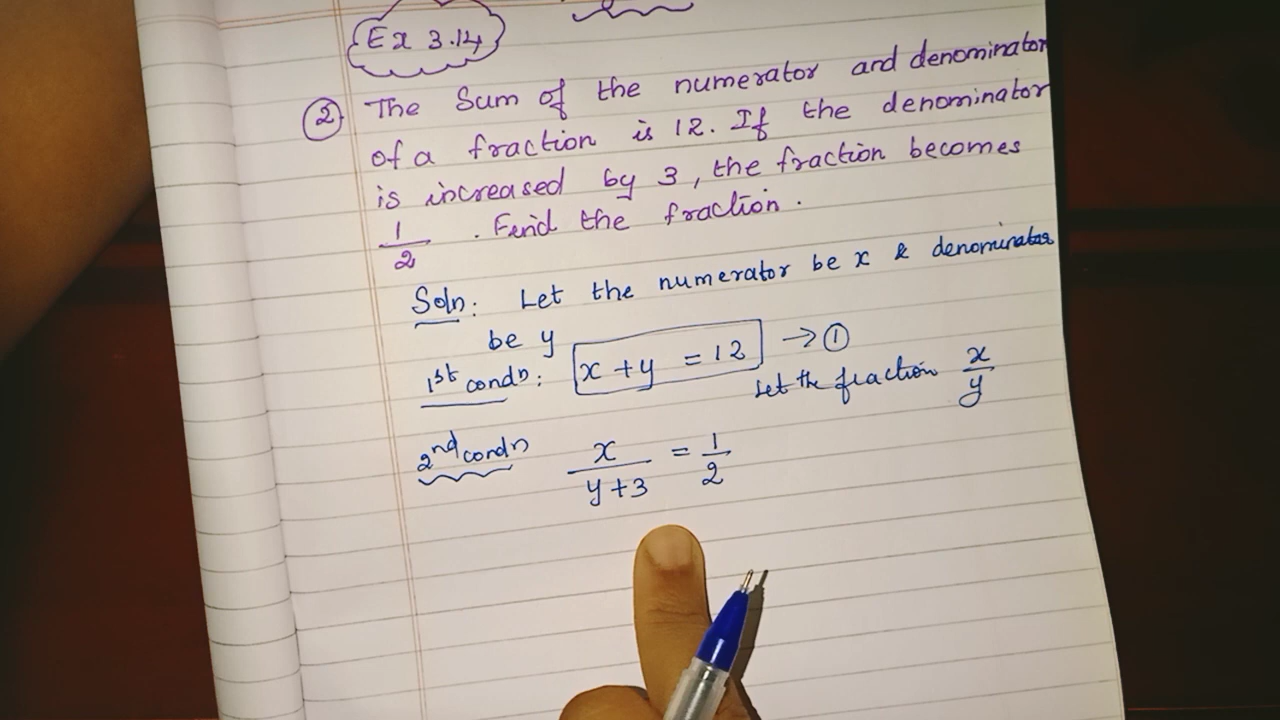 Ex 3.14
② The Sum of the numerator and denominator
of a fraction is 12. If the denominator
is increased by 3, the fraction becomes
1/2 . Find the fraction.
Soln: Let the numerator be x & denominator
be y
1st condn: x + y = 12 → ①
Let the fraction x/y
2nd condn x/(y+3) = 1/2